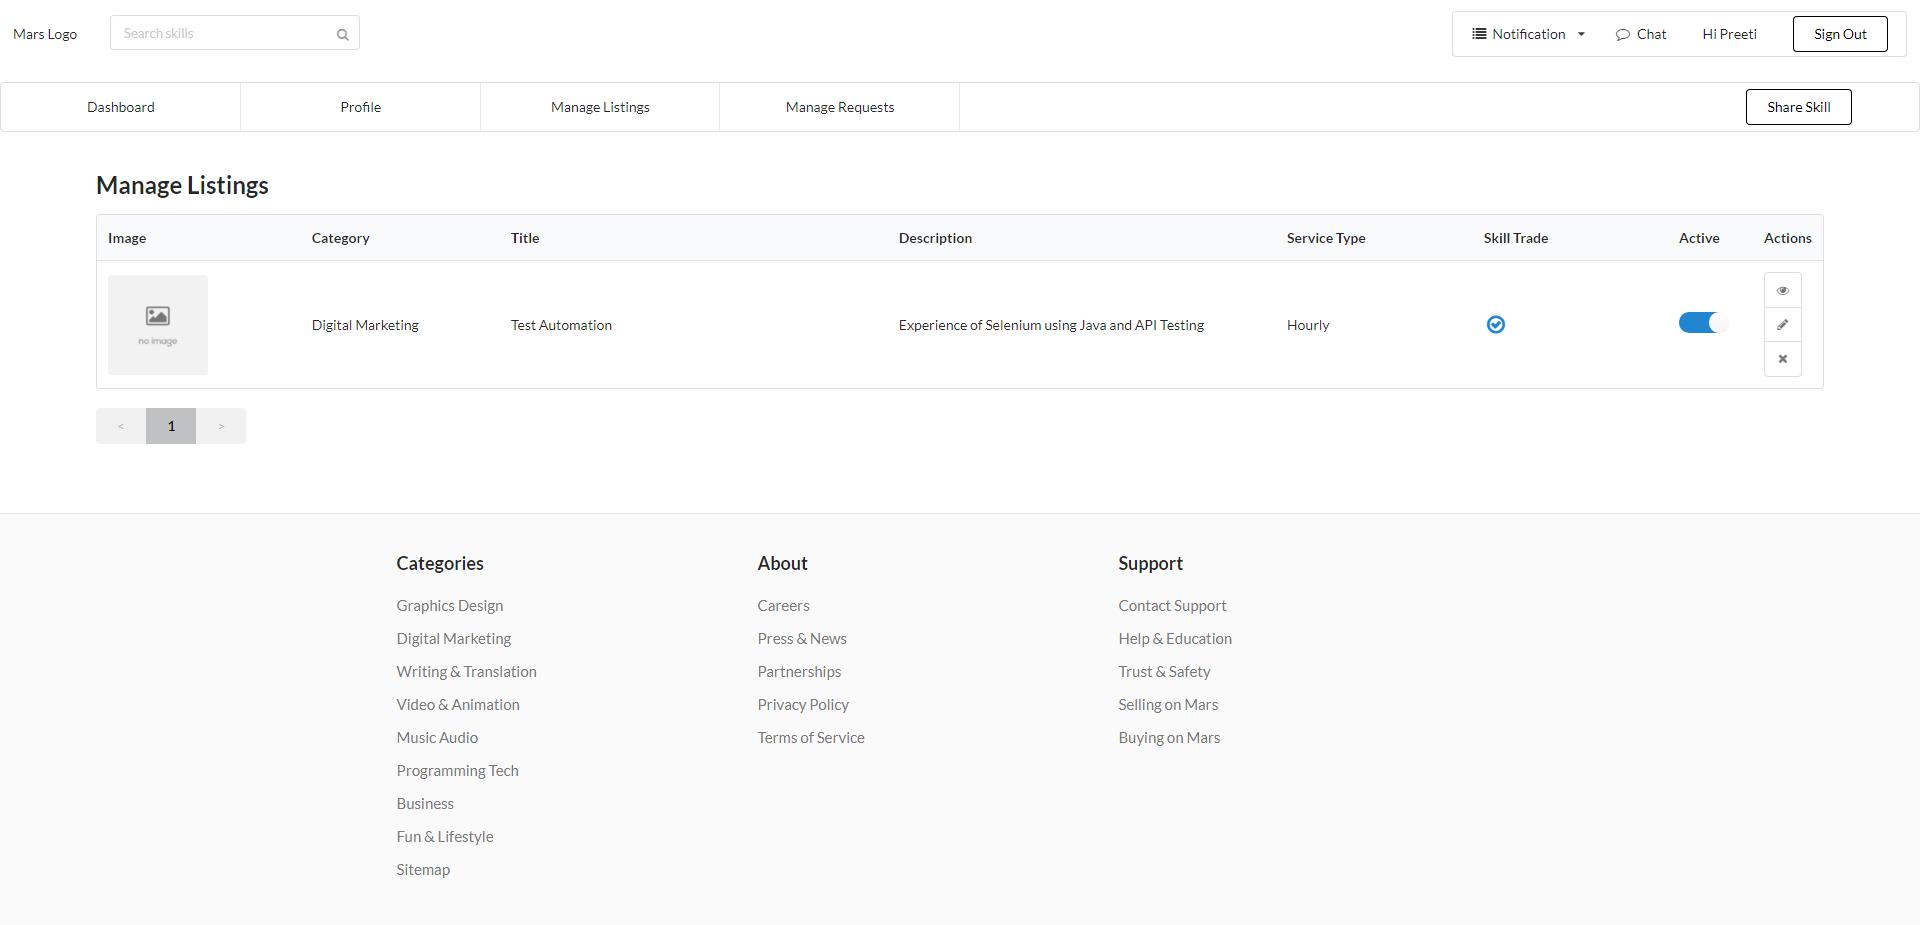 Mars Logo
Search skills
Notification
Chat
Hi Preeti
Sign Out
Dashboard
Profile
Manage Listings
Manage Requests
Share Skill
Manage Listings
Image Category Title Description Service Type Skill Trade Active Actions
no image
Digital Marketing Test Automation Experience of Selenium using Java and API Testing Hourly
< 1 >
Categories
Graphics Design
Digital Marketing
Writing & Translation
Video & Animation
Music Audio
Programming Tech
Business
Fun & Lifestyle
Sitemap
About
Careers
Press & News
Partnerships
Privacy Policy
Terms of Service
Support
Contact Support
Help & Education
Trust & Safety
Selling on Mars
Buying on Mars